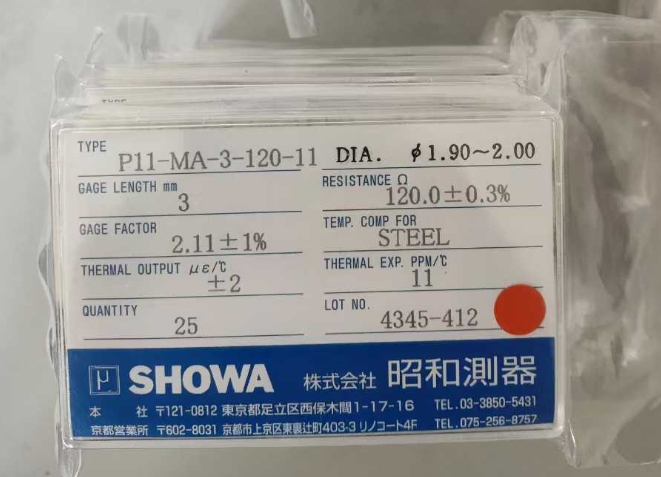 TYPE
TYPE P11-MA-3-120-11 DIA. φ1.90~2.00
GAGE LENGTH mm 3 RESISTANCE Ω 120.0±0.3%
GAGE FACTOR 2.11±1% TEMP. COMP FOR STEEL
THERMAL OUTPUT με/℃ ±2 THERMAL EXP. PPM/℃ 11
QUANTITY 25 LOT NO. 4345-412
μ SHOWA 株式会社 昭和測器
本 社 〒121-0812 東京都足立区西保木間1-17-16 TEL.03-3850-5431
京都営業所 〒602-8031 京都市上京区東裏辻町403-3 リノコート4F TEL.075-256-8757